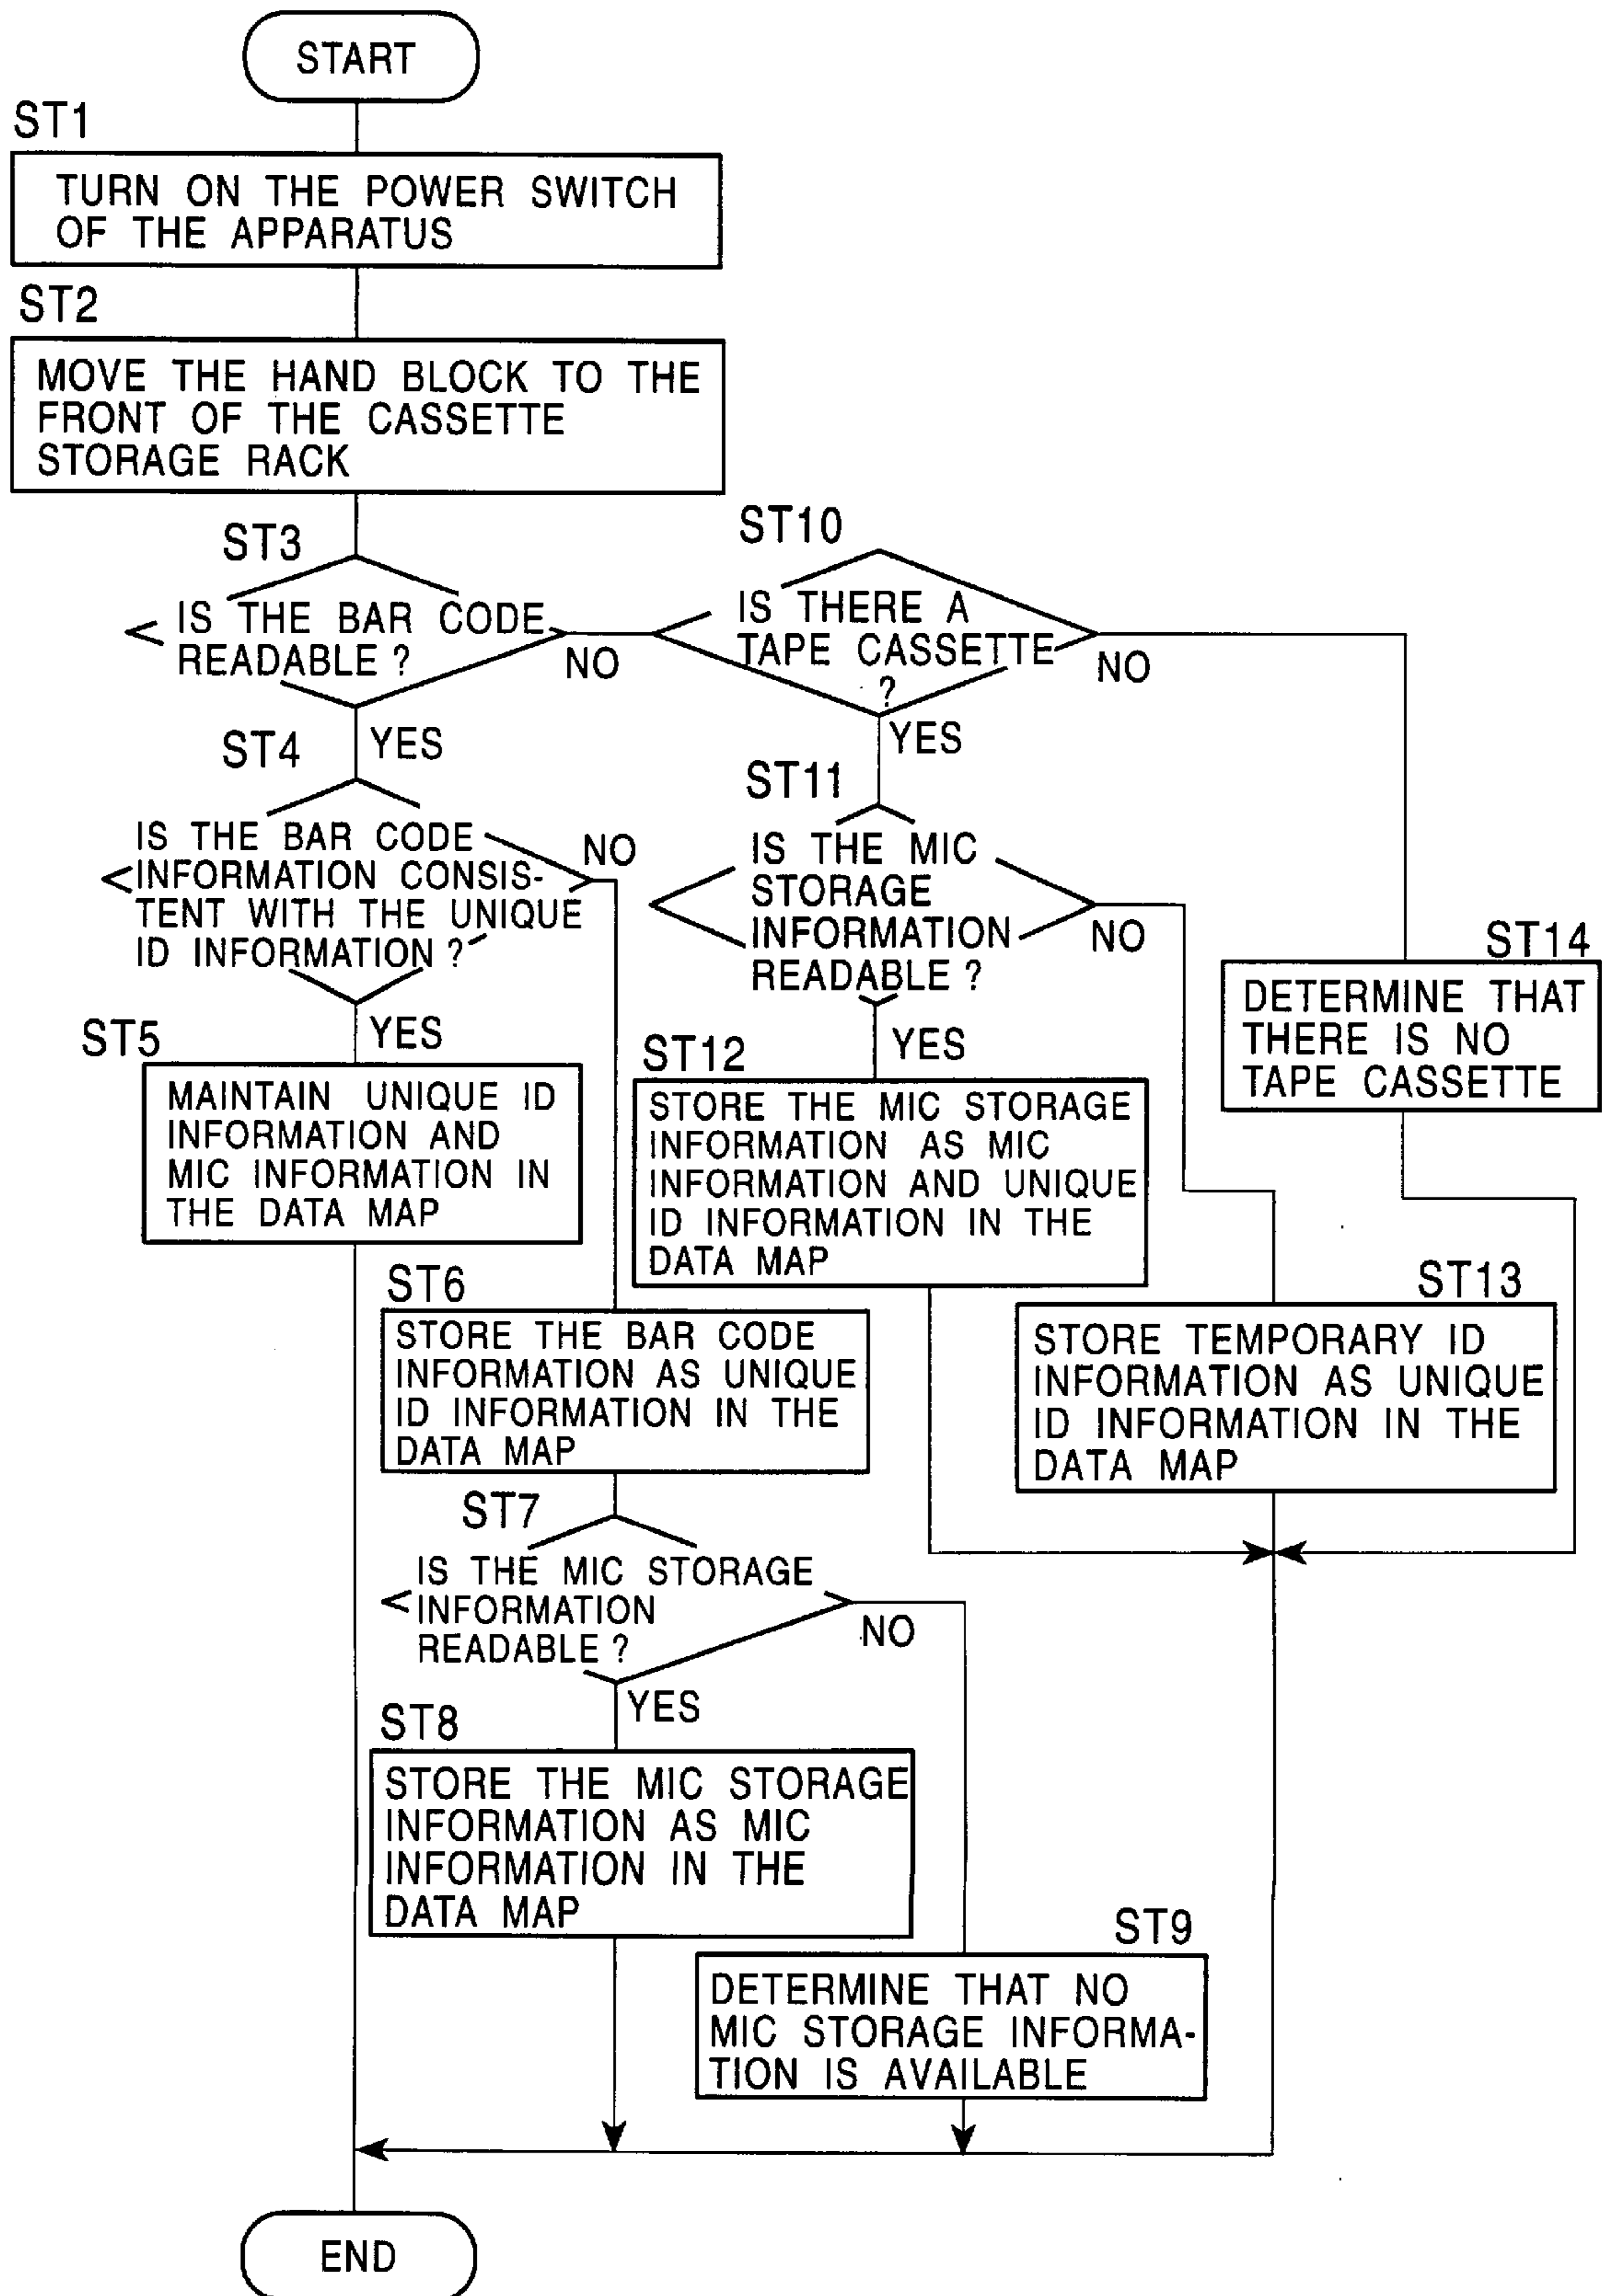 START
ST1
TURN ON THE POWER SWITCH
OF THE APPARATUS
ST2
MOVE THE HAND BLOCK TO THE
FRONT OF THE CASSETTE
STORAGE RACK
ST3
IS THE BAR CODE
READABLE ?
NO
YES
ST10
IS THERE A
TAPE CASSETTE
?
NO
YES
ST4
IS THE BAR CODE
INFORMATION CONSIS-
TENT WITH THE UNIQUE
ID INFORMATION ?
NO
YES
ST11
IS THE MIC
STORAGE
INFORMATION
READABLE ?
NO
YES
ST14
DETERMINE THAT
THERE IS NO
TAPE CASSETTE
ST5
MAINTAIN UNIQUE ID
INFORMATION AND
MIC INFORMATION IN
THE DATA MAP
ST12
STORE THE MIC STORAGE
INFORMATION AS MIC
INFORMATION AND UNIQUE
ID INFORMATION IN THE
DATA MAP
ST13
STORE TEMPORARY ID
INFORMATION AS UNIQUE
ID INFORMATION IN THE
DATA MAP
ST6
STORE THE BAR CODE
INFORMATION AS UNIQUE
ID INFORMATION IN THE
DATA MAP
ST7
IS THE MIC STORAGE
INFORMATION
READABLE ?
NO
YES
ST8
STORE THE MIC STORAGE
INFORMATION AS MIC
INFORMATION IN THE
DATA MAP
ST9
DETERMINE THAT NO
MIC STORAGE INFORMA-
TION IS AVAILABLE
END